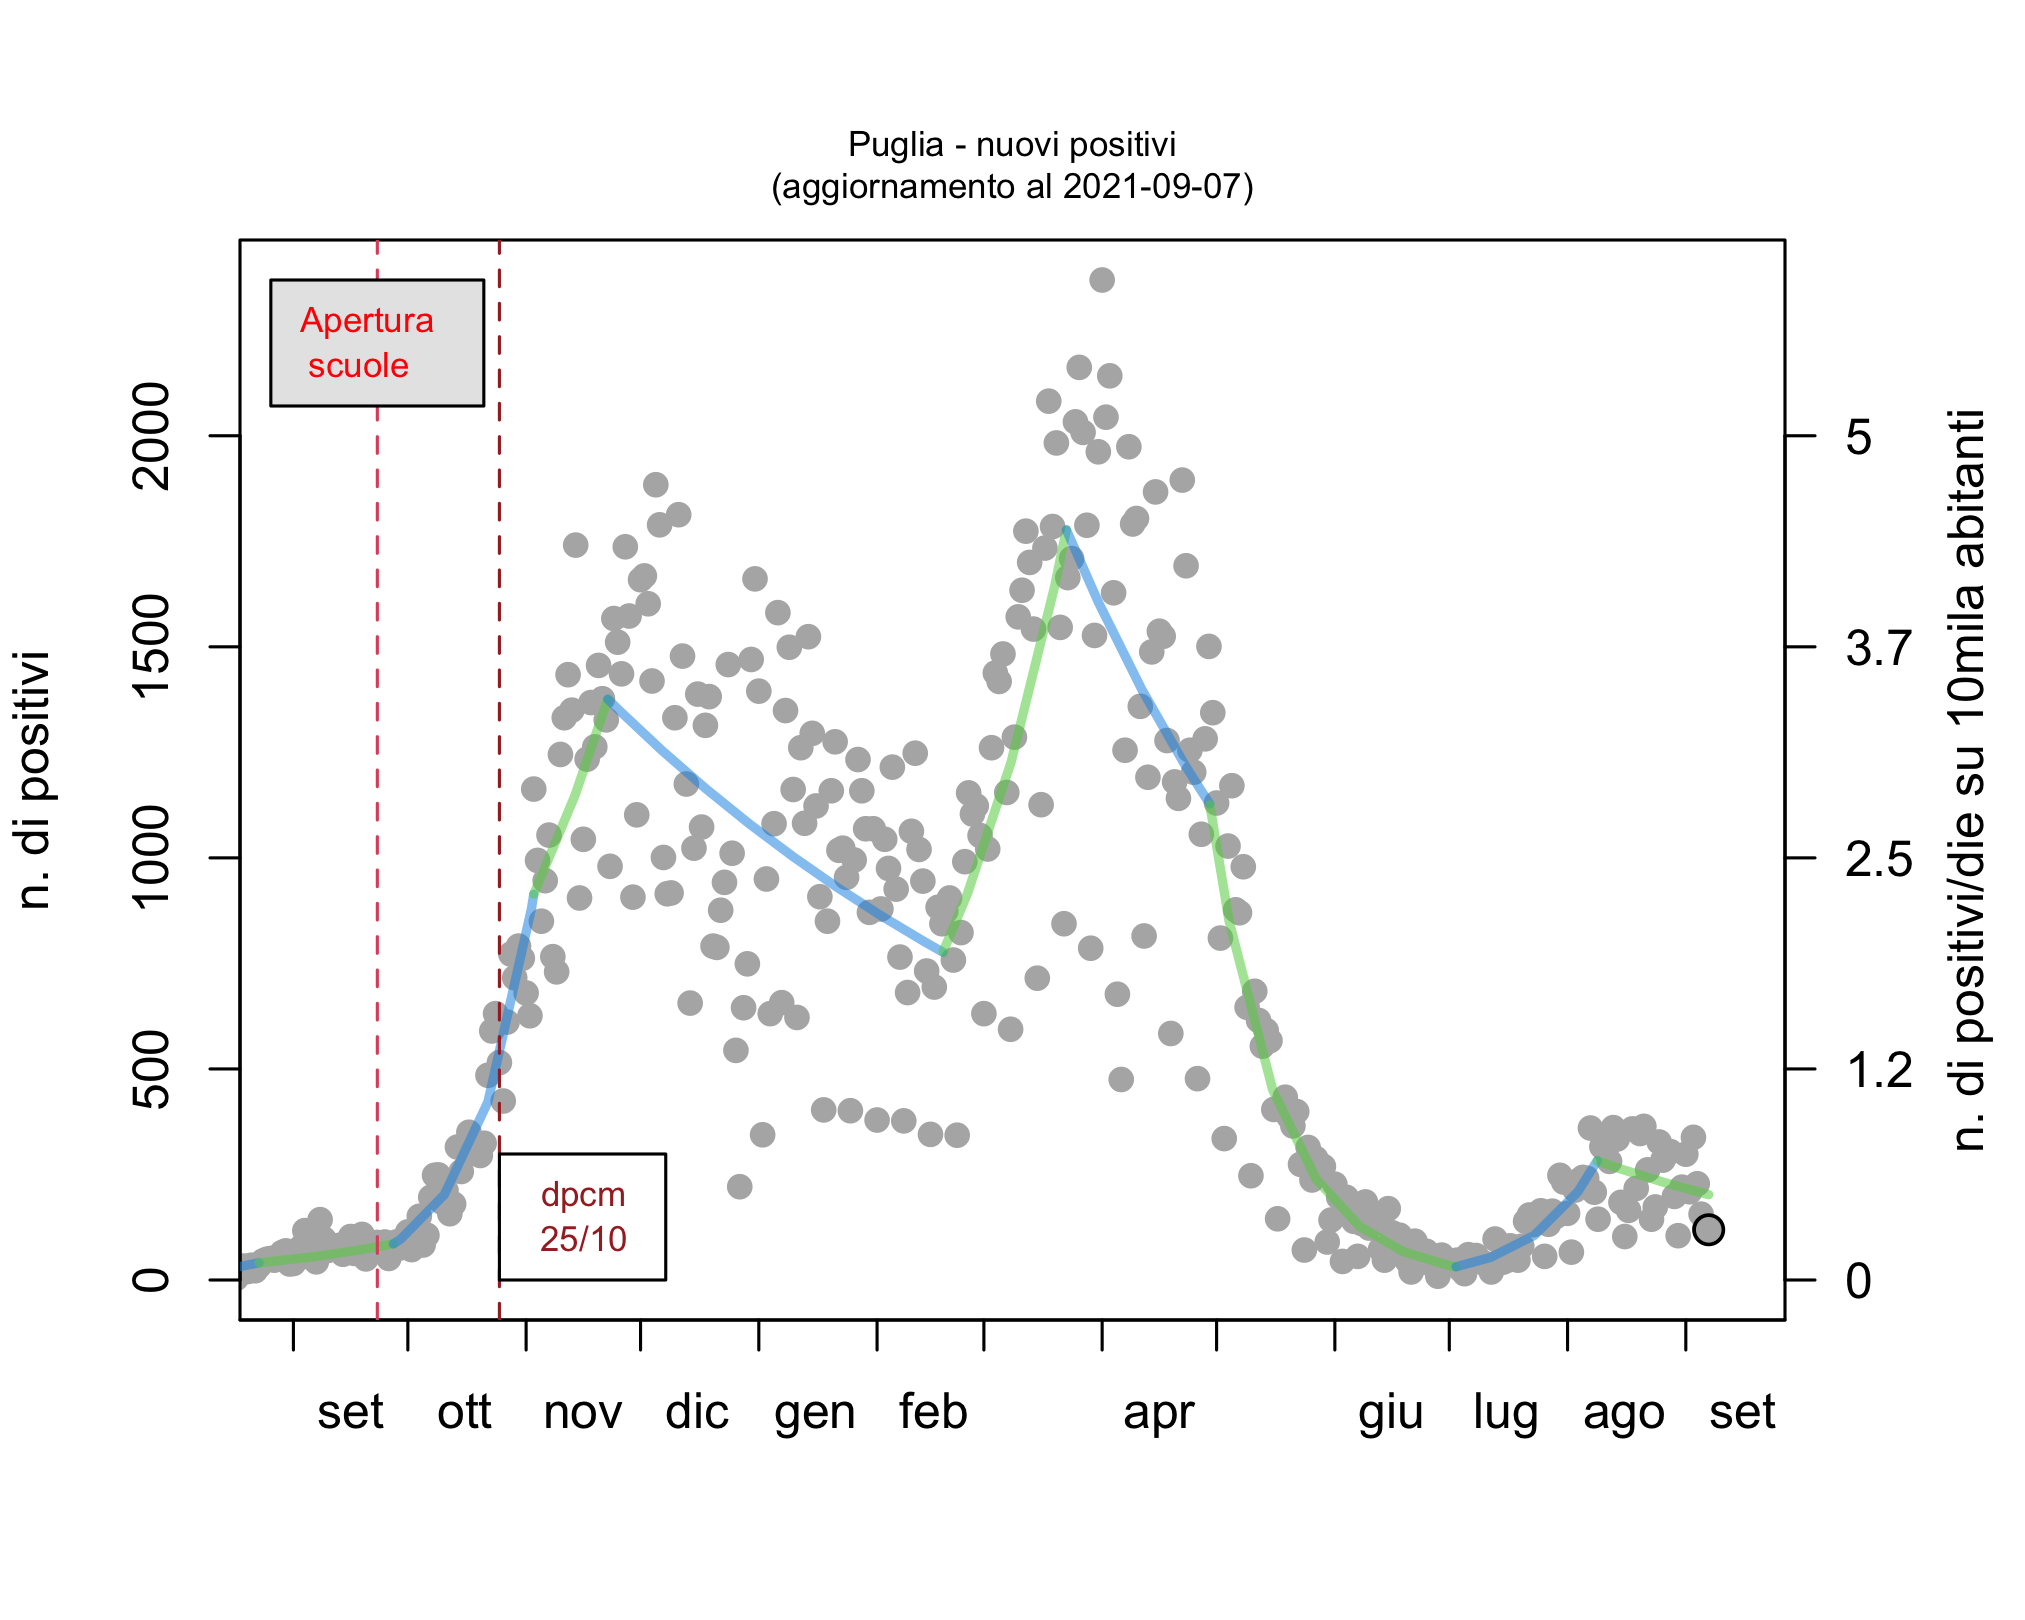 Puglia - nuovi positivi
(aggiornamento al 2021-09-07)
Apertura
scuole
dpcm
25/10
n. di positivi
2000
1500
1000
500
0
5
3.7
2.5
1.2
0
n. di positivi/die su 10mila abitanti
set ott nov dic gen feb apr giu lug ago set